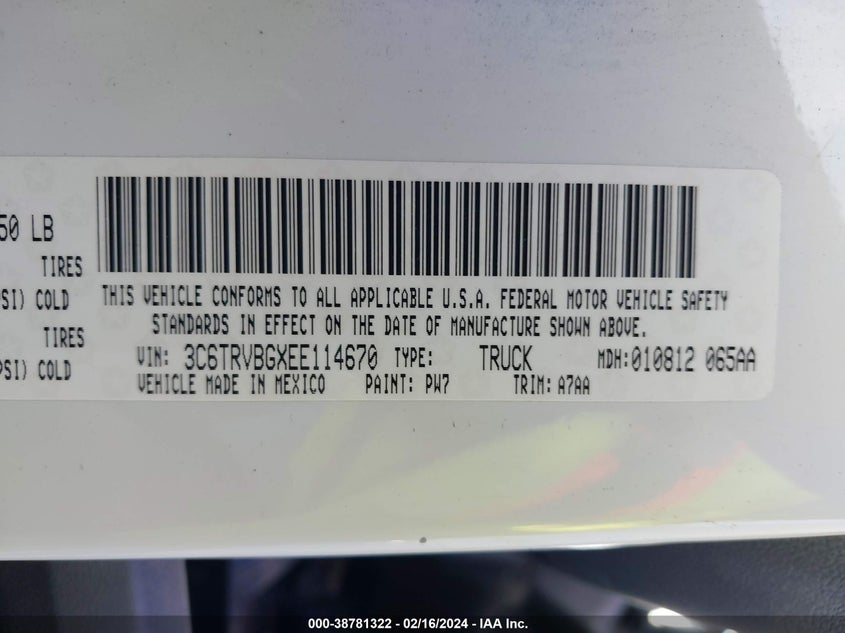 50 LB
TIRES
PSI) COLD
TIRES
PSI) COLD
THIS VEHICLE CONFORMS TO ALL APPLICABLE U.S.A. FEDERAL MOTOR VEHICLE SAFETY
STANDARDS IN EFFECT ON THE DATE OF MANUFACTURE SHOWN ABOVE.
VIN: 3C6TRVBGXEE114670 TYPE: TRUCK MDH:010812 065AA
VEHICLE MADE IN MEXICO PAINT: PW7 TRIM: A7AA
000-38781322 - 02/16/2024 - IAA Inc.